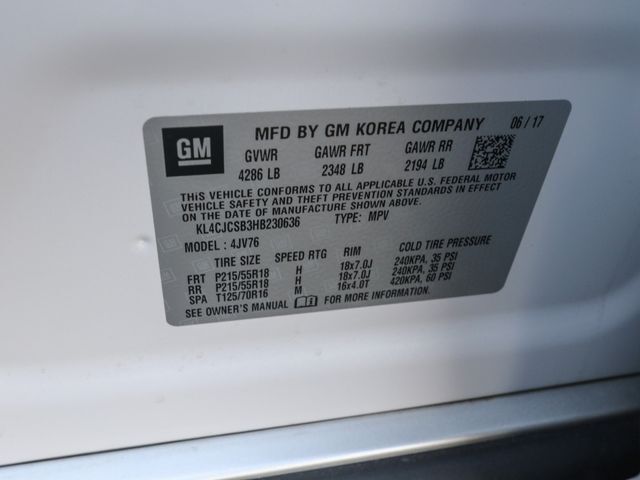 GM
MFD BY GM KOREA COMPANY 06/17
GVWR GAWR FRT GAWR RR
4286 LB 2348 LB 2194 LB
THIS VEHICLE CONFORMS TO ALL APPLICABLE U.S. FEDERAL MOTOR
VEHICLE SAFETY AND THEFT PREVENTION STANDARDS IN EFFECT
ON THE DATE OF MANUFACTURE SHOWN ABOVE.
KL4CJCSB3HB230636 TYPE: MPV
MODEL: 4JV76
TIRE SIZE SPEED RTG RIM COLD TIRE PRESSURE
FRT P215/55R18 H 18x7.0J 240KPA, 35 PSI
RR P215/55R18 H 18x7.0J 240KPA, 35 PSI
SPA T125/70R16 M 16x4.0T 420KPA, 60 PSI
SEE OWNER'S MANUAL FOR MORE INFORMATION.